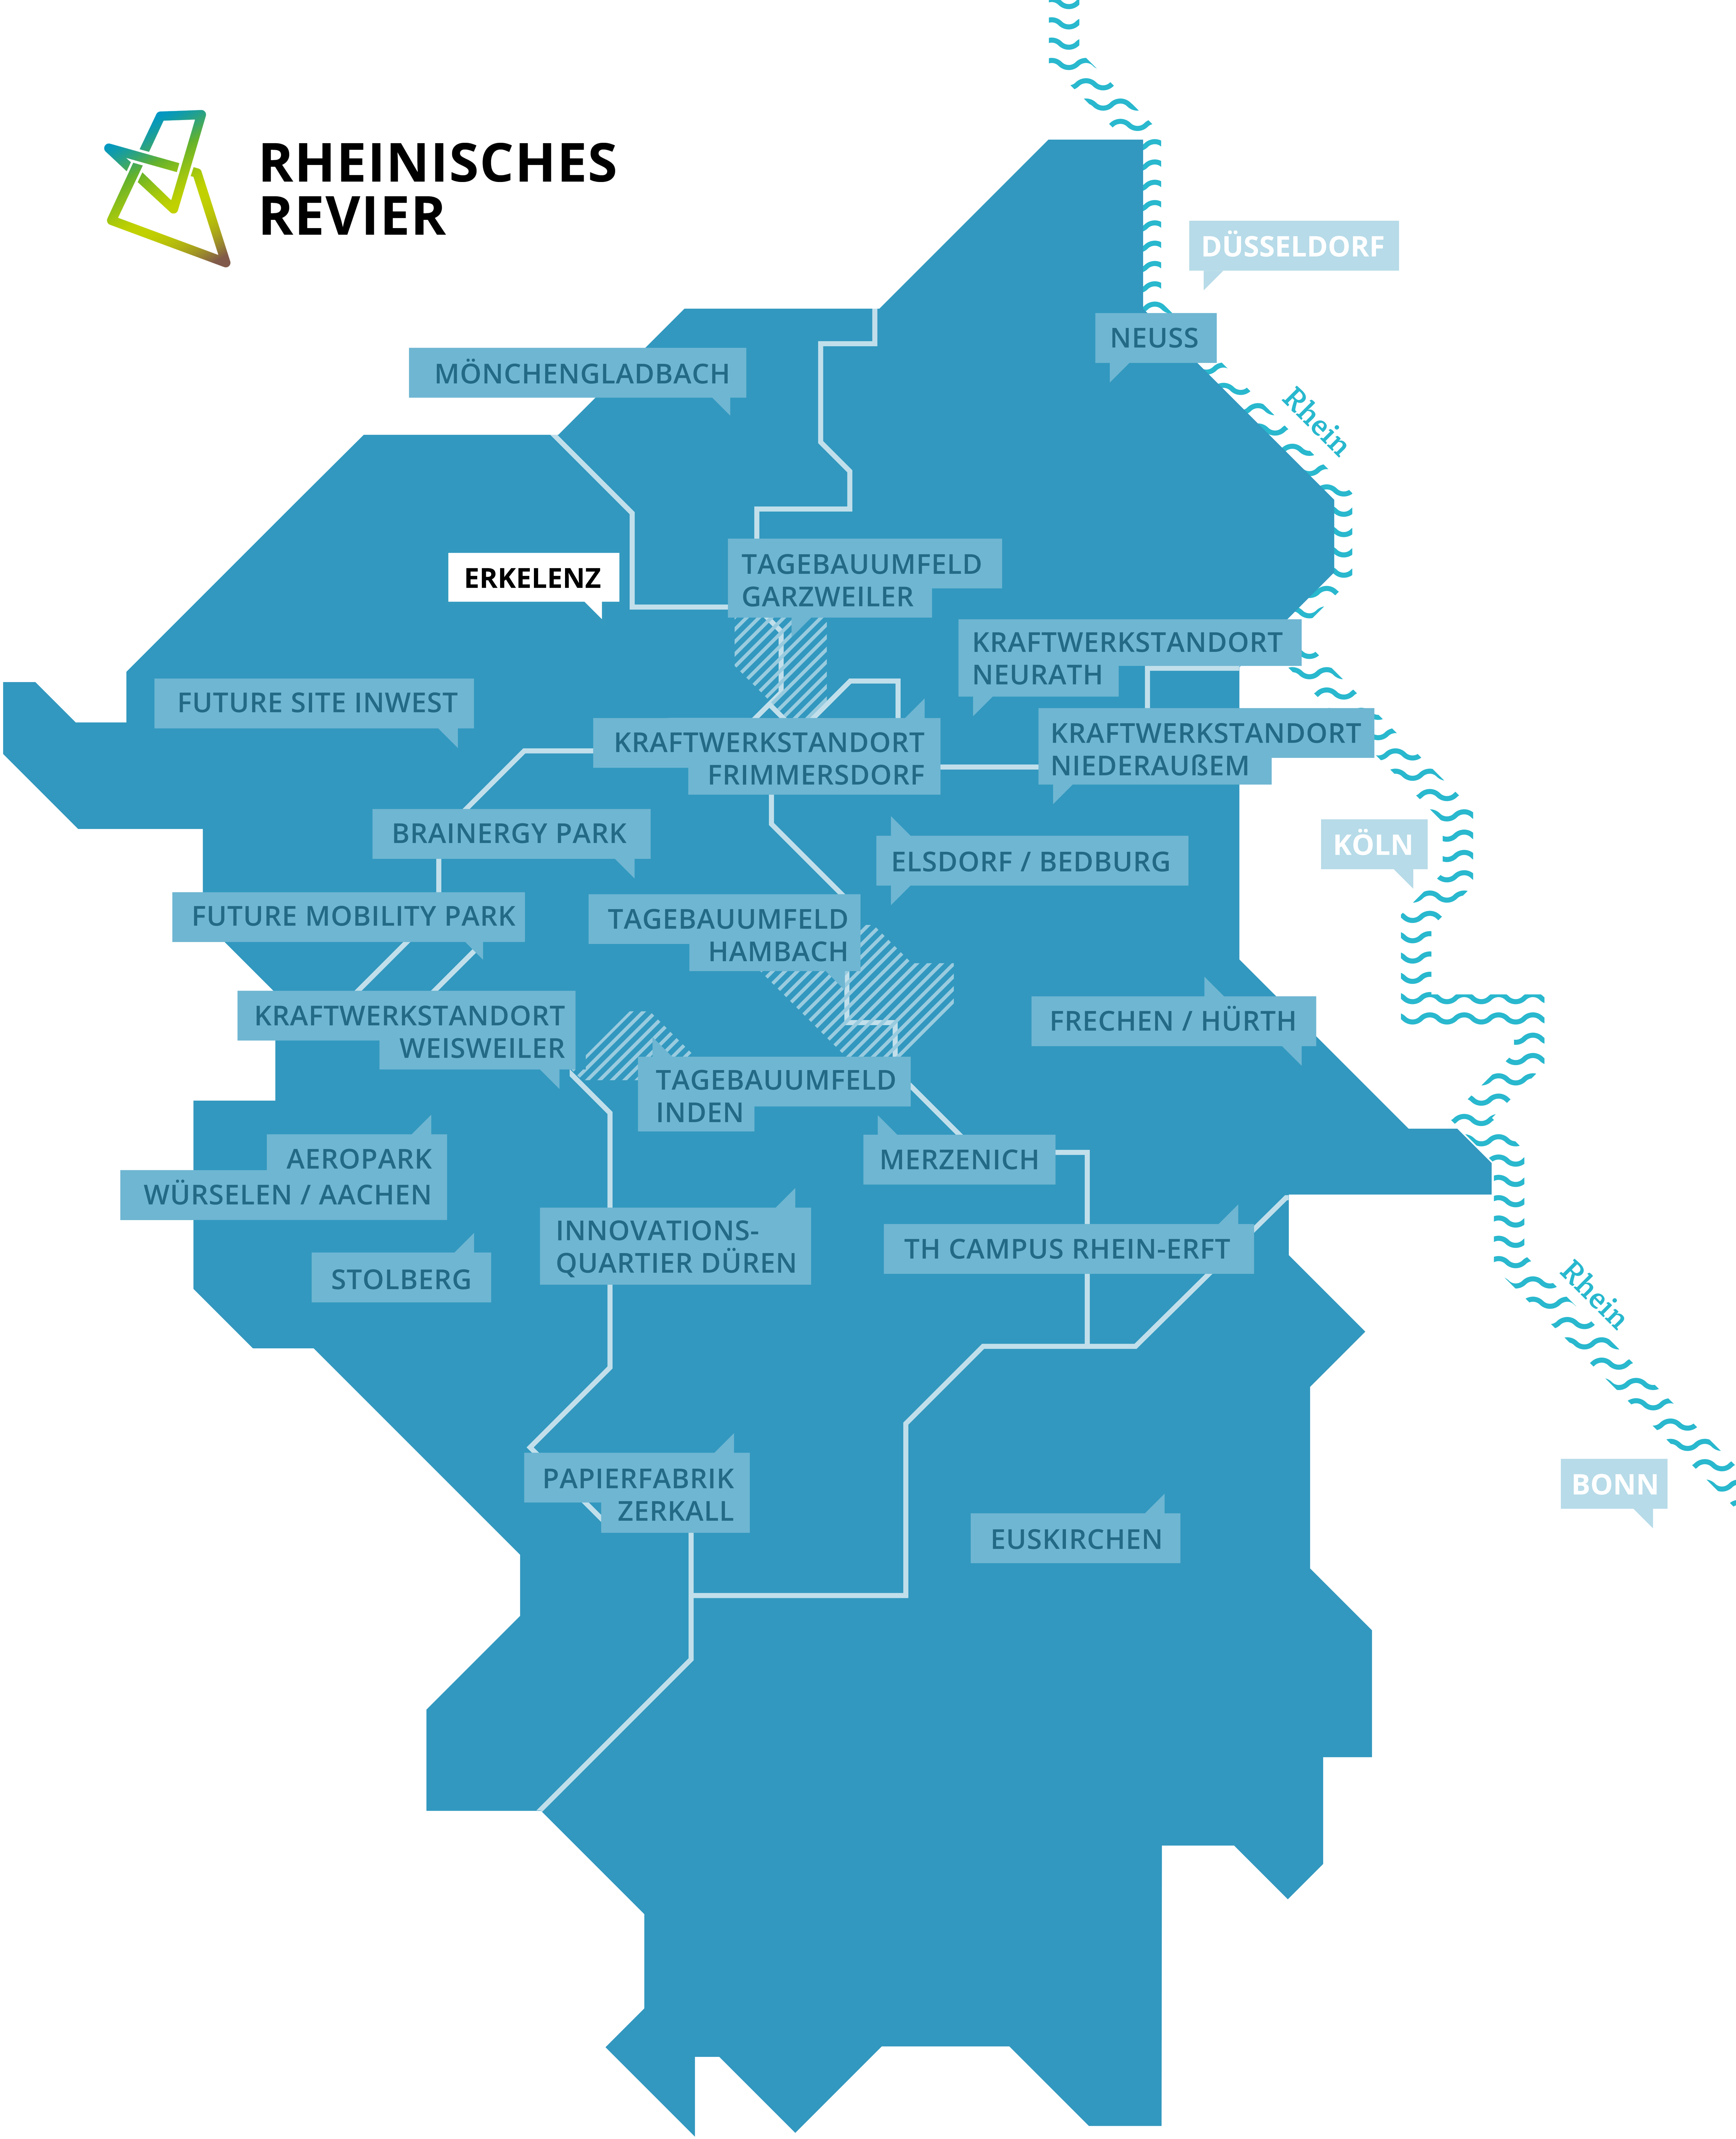 RHEINISCHES
REVIER
DÜSSELDORF
NEUSS
MÖNCHENGLADBACH
Rhein
ERKELENZ
TAGEBAUUMFELD
GARZWEILER
KRAFTWERKSTANDORT
NEURATH
FUTURE SITE INWEST
KRAFTWERKSTANDORT
FRIMMERSDORF
KRAFTWERKSTANDORT
NIEDERAUßEM
BRAINERGY PARK
ELSDORF / BEDBURG
KÖLN
FUTURE MOBILITY PARK
TAGEBAUUMFELD
HAMBACH
KRAFTWERKSTANDORT
WEISWEILER
FRECHEN / HÜRTH
TAGEBAUUMFELD
INDEN
AEROPARK
WÜRSELEN / AACHEN
MERZENICH
INNOVATIONS-
QUARTIER DÜREN
TH CAMPUS RHEIN-ERFT
STOLBERG
Rhein
PAPIERFABRIK
ZERKALL
BONN
EUSKIRCHEN